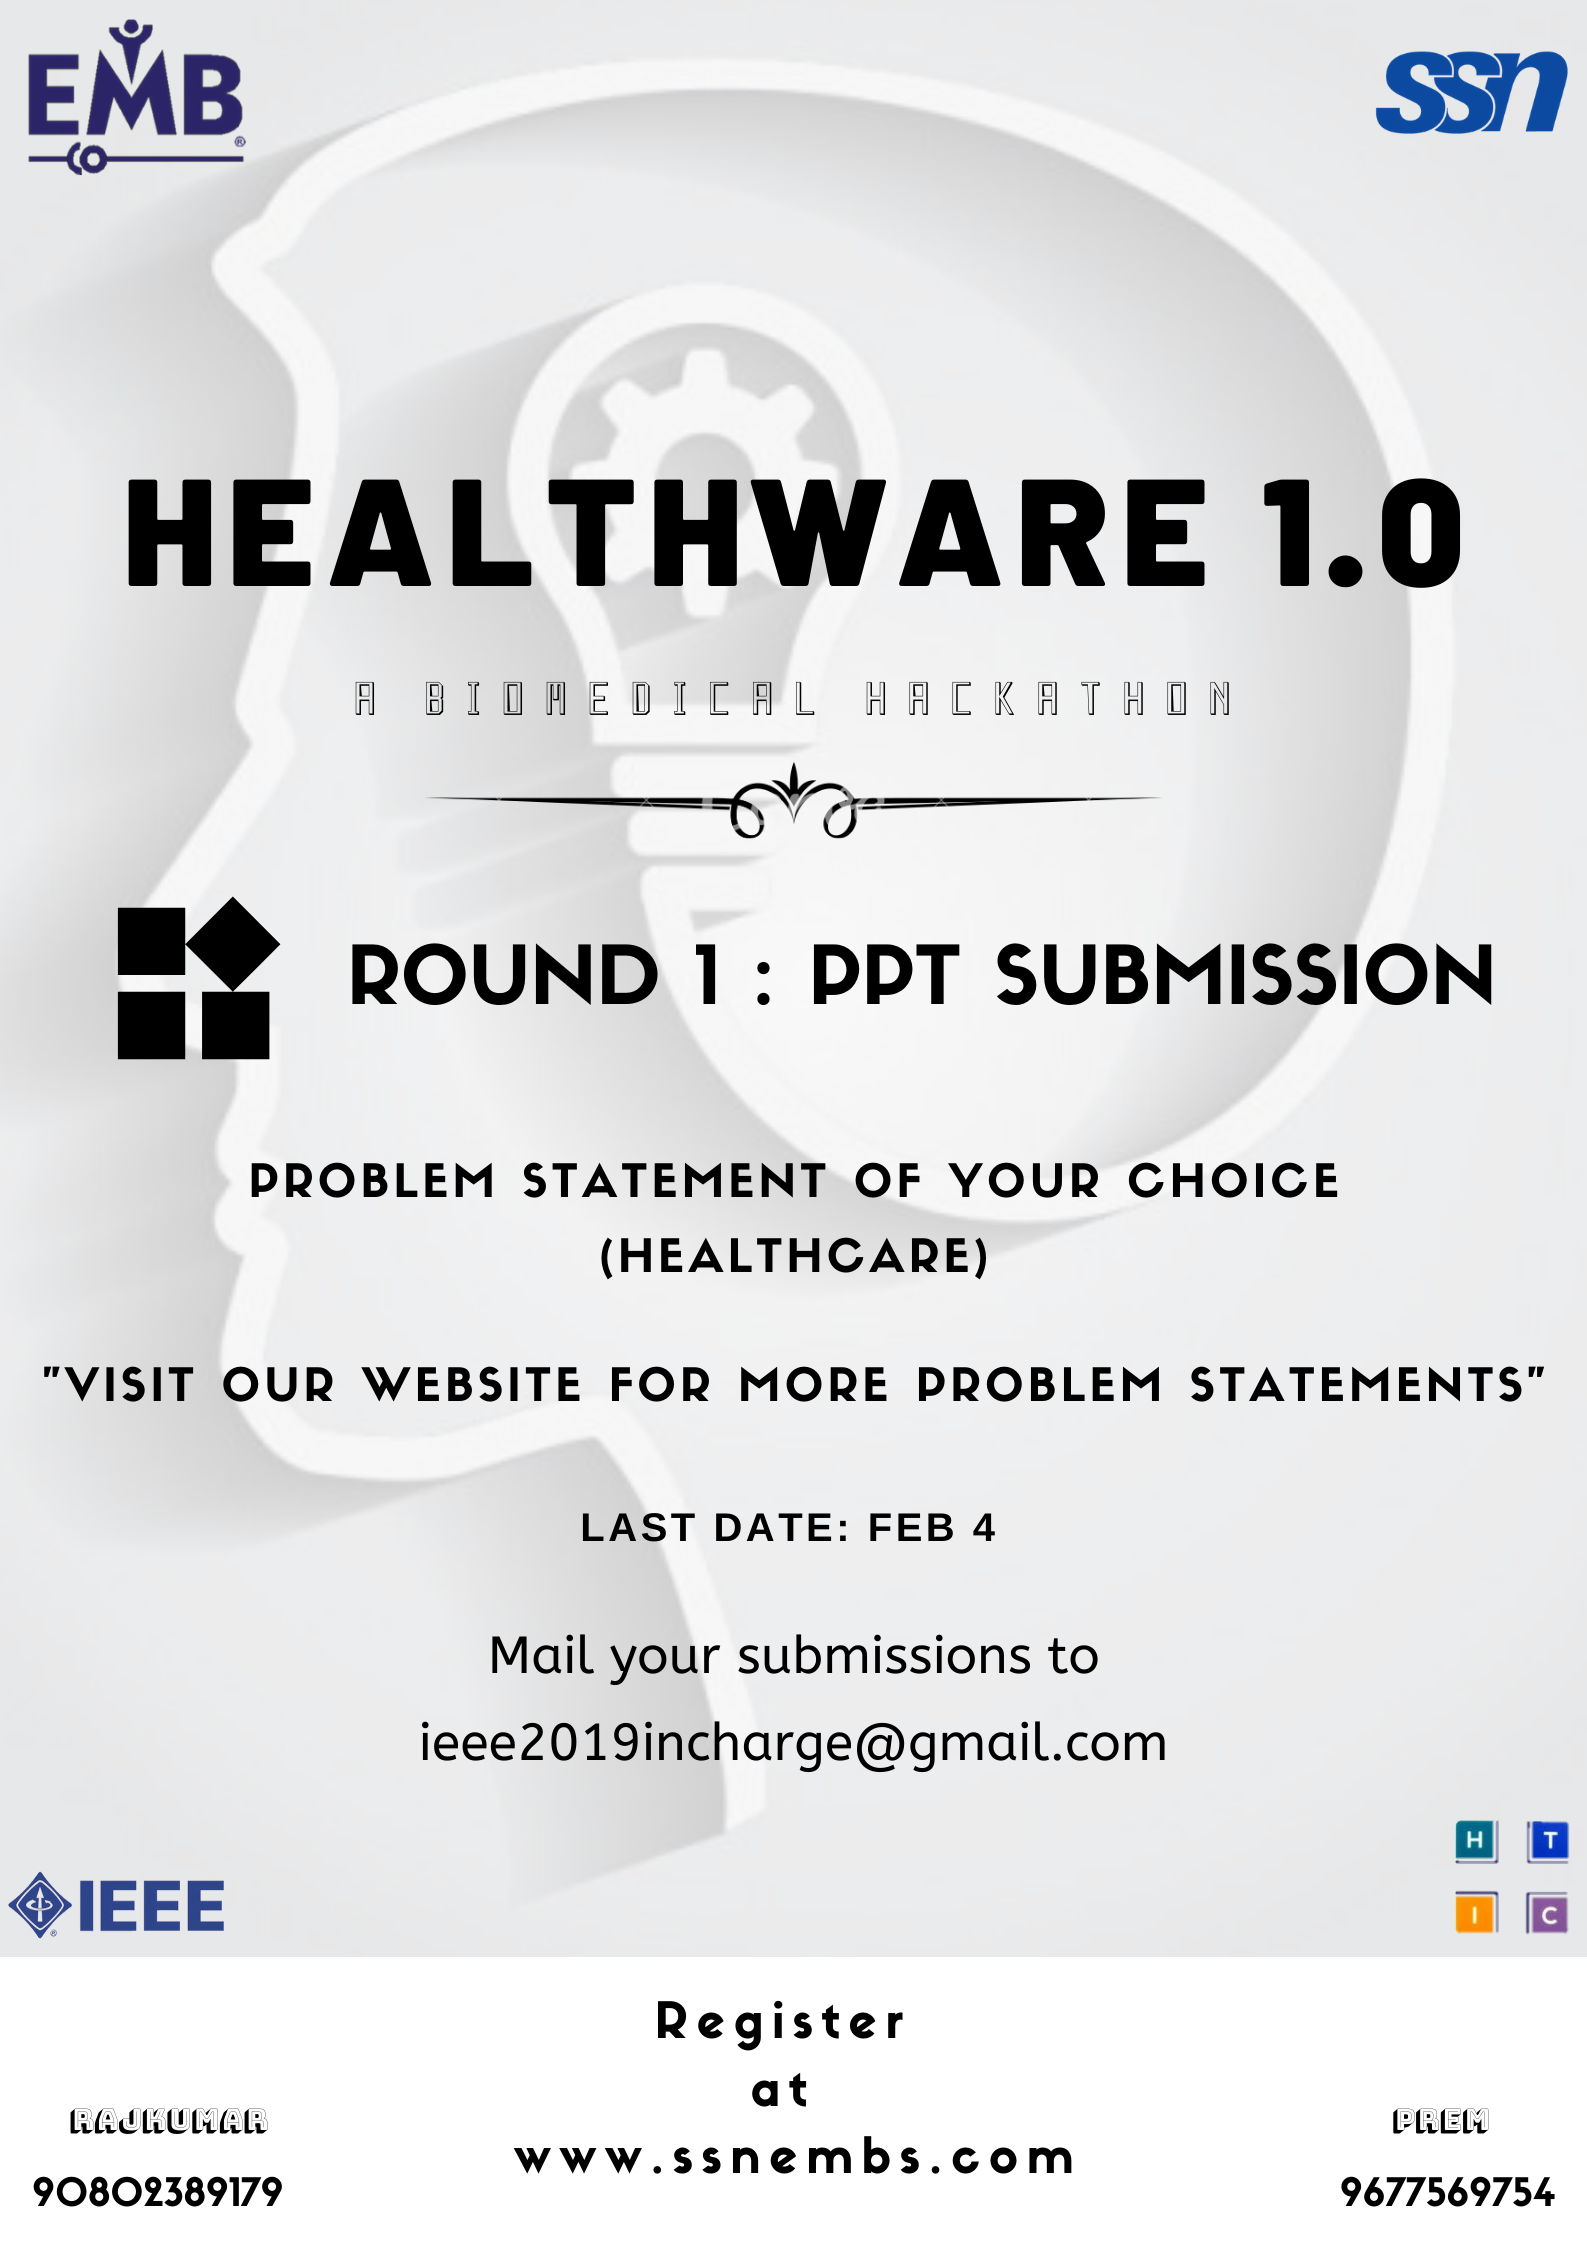 EMB
ssn
HEALTHWARE 1.0
A BIOMEDICAL HACKATHON
ROUND 1 : PPT SUBMISSION
PROBLEM STATEMENT OF YOUR CHOICE
(HEALTHCARE)
"VISIT OUR WEBSITE FOR MORE PROBLEM STATEMENTS"
LAST DATE: FEB 4
Mail your submissions to
ieee2019incharge@gmail.com
IEEE
H T
I C
Register
at
www.ssnembs.com
RAJKUMAR
90802389179
PREM
9677569754